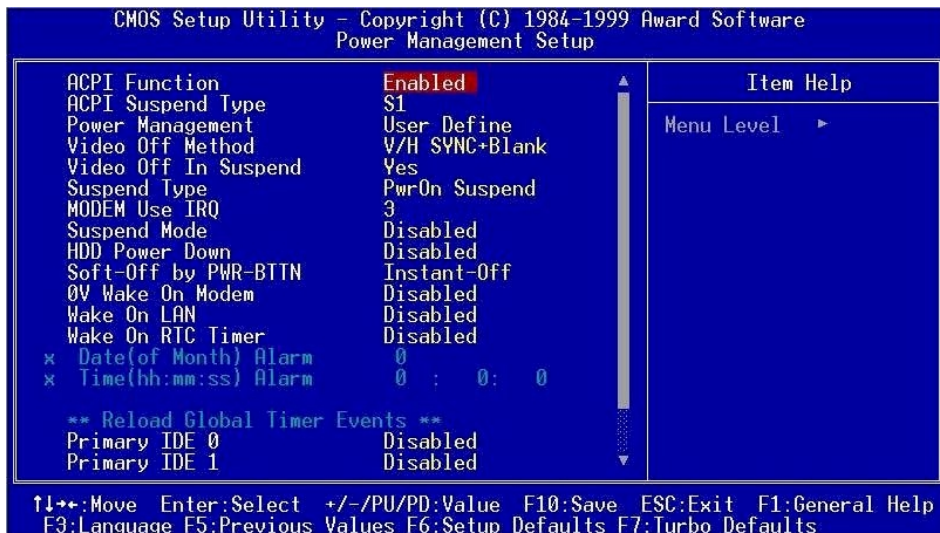 CMOS Setup Utility - Copyright (C) 1984-1999 Award Software
Power Management Setup
ACPI Function Enabled
ACPI Suspend Type S1
Power Management User Define
Video Off Method V/H SYNC+Blank
Video Off In Suspend Yes
Suspend Type PwrOn Suspend
MODEM Use IRQ 3
Suspend Mode Disabled
HDD Power Down Disabled
Soft-Off by PWR-BTTN Instant-Off
0V Wake On Modem Disabled
Wake On LAN Disabled
Wake On RTC Timer Disabled
x Date(of Month) Alarm 0
x Time(hh:mm:ss) Alarm 0 : 0: 0
** Reload Global Timer Events **
Primary IDE 0 Disabled
Primary IDE 1 Disabled
Item Help
Menu Level ►
↑↓→←:Move Enter:Select +/-/PU/PD:Value F10:Save ESC:Exit F1:General Help
F3:Language F5:Previous Values F6:Setup Defaults F7:Turbo Defaults